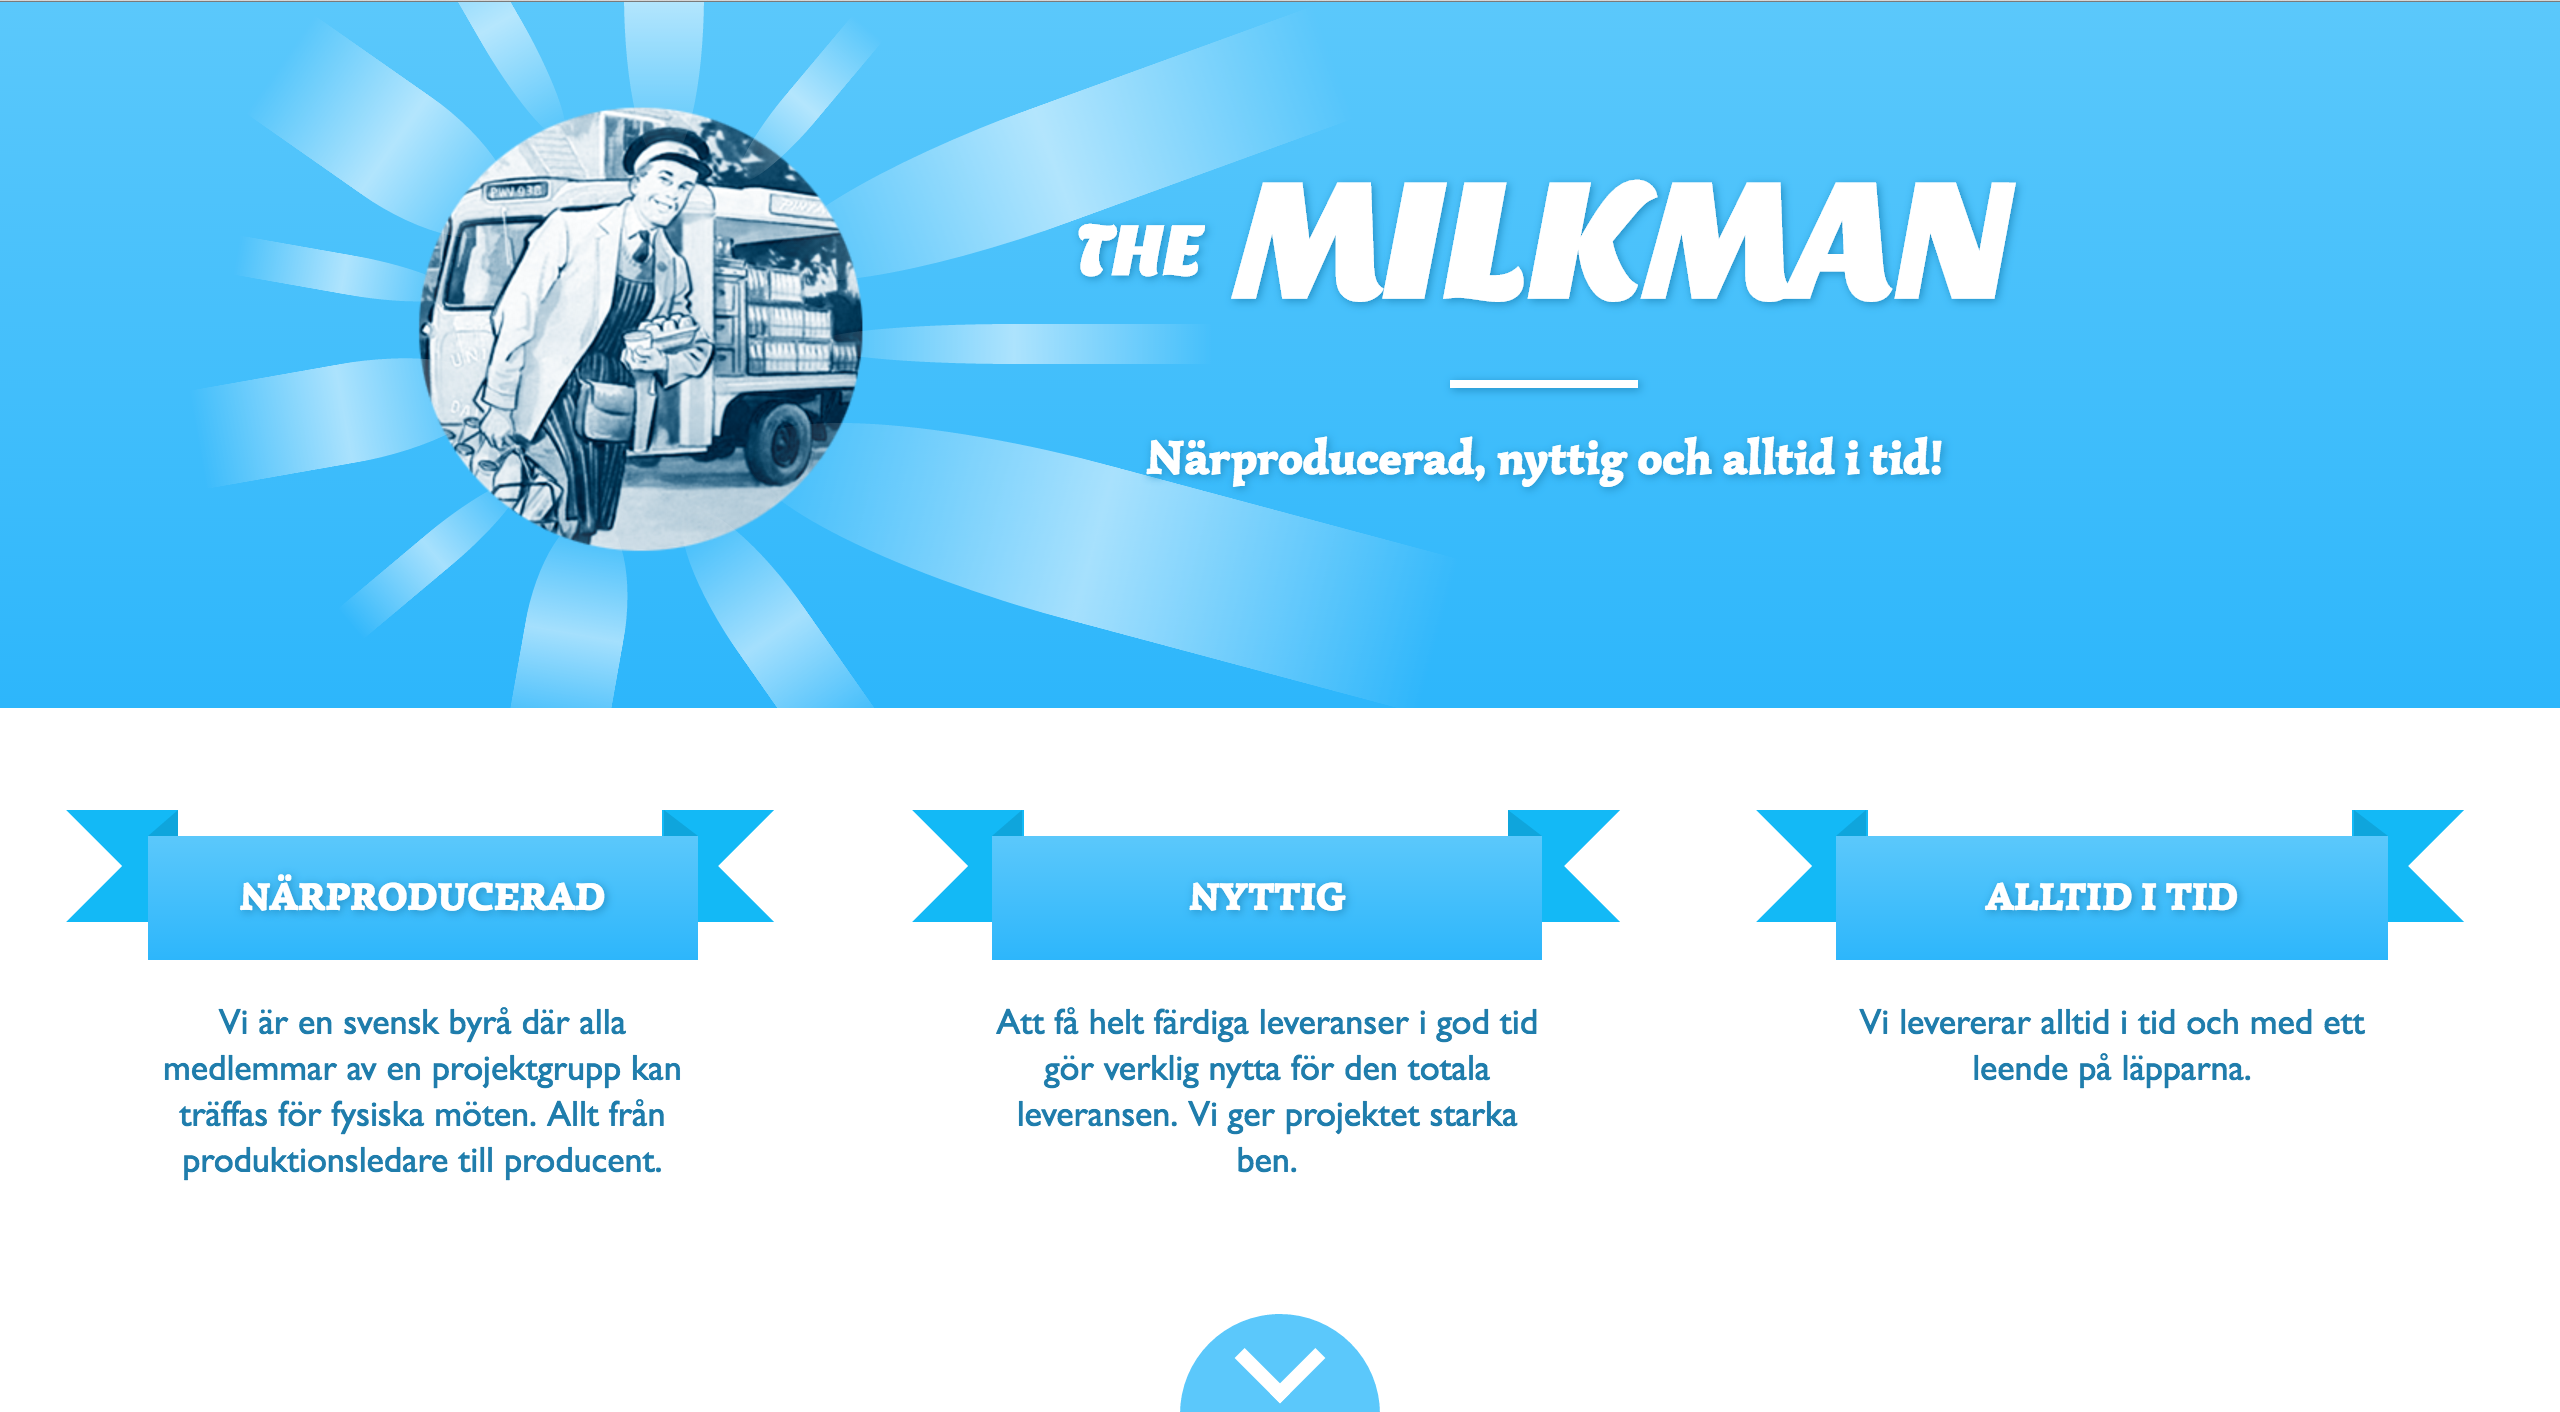 THE MILKMAN
Närproducerad, nyttig och alltid i tid!
NÄRPRODUCERAD
Vi är en svensk byrå där alla
medlemmar av en projektgrupp kan
träffas för fysiska möten. Allt från
produktionsledare till producent.
NYTTIG
Att få helt färdiga leveranser i god tid
gör verklig nytta för den totala
leveransen. Vi ger projektet starka
ben.
ALLTID I TID
Vi levererar alltid i tid och med ett
leende på läpparna.